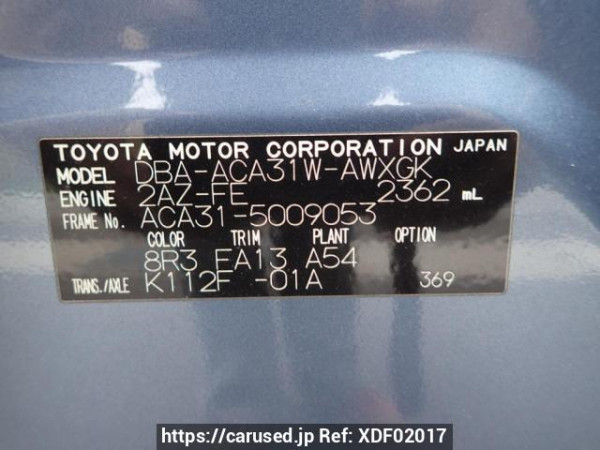 TOYOTA MOTOR CORPORATION JAPAN
MODEL DBA-ACA31W-AWXGK
ENGINE 2AZ-FE 2362 mL
FRAME No. ACA31-5009053
COLOR TRIM PLANT OPTION
8R3 FA13 A54
TRANS./AXLE K112F -01A 369
https://carused.jp Ref: XDF02017